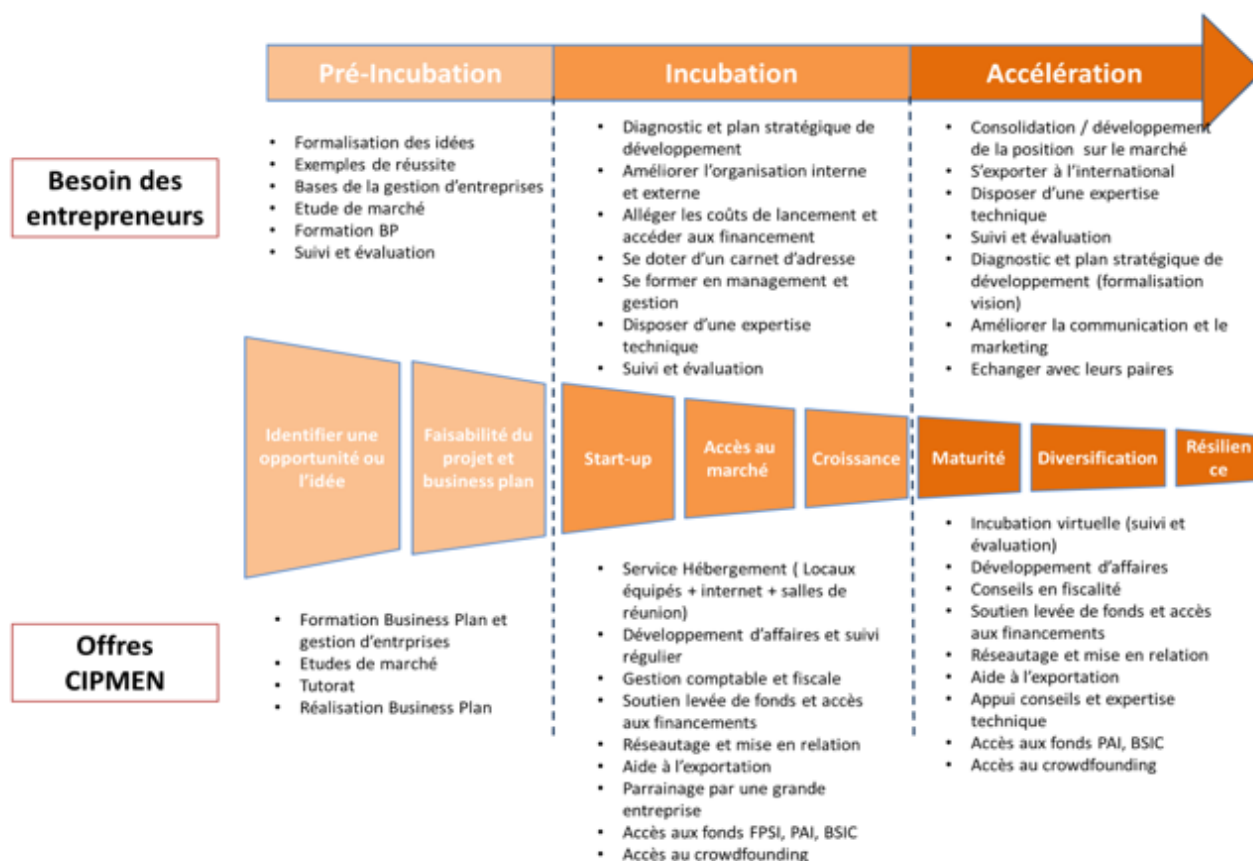 Pré-Incubation
Incubation
Accélération
Besoin des
entrepreneurs
• Formalisation des idées
• Exemples de réussite
• Bases de la gestion d'entreprises
• Etude de marché
• Formation BP
• Suivi et évaluation
• Diagnostic et plan stratégique de
développement
• Améliorer l'organisation interne
et externe
• Alléger les coûts de lancement et
accéder aux financement
• Se doter d'un carnet d'adresse
• Se former en management et
gestion
• Disposer d'une expertise
technique
• Suivi et évaluation
• Consolidation / développement
de la position sur le marché
• S'exporter à l'international
• Disposer d'une expertise
technique
• Suivi et évaluation
• Diagnostic et plan stratégique de
développement (formalisation
vision)
• Améliorer la communication et le
marketing
• Echanger avec leurs paires
Identifier une
opportunité ou
l'idée
Faisabilité du
projet et
business plan
Start-up
Accès au
marché
Croissance
Maturité
Diversification
Résilien
ce
Offres
CIPMEN
• Formation Business Plan et
gestion d'entrprises
• Etudes de marché
• Tutorat
• Réalisation Business Plan
• Service Hébergement ( Locaux
équipés + internet + salles de
réunion)
• Développement d'affaires et suivi
régulier
• Gestion comptable et fiscale
• Soutien levée de fonds et accès
aux financements
• Réseautage et mise en relation
• Aide à l'exportation
• Parrainage par une grande
entreprise
• Accès aux fonds FPSI, PAI, BSIC
• Accès au crowdfounding
• Incubation virtuelle (suivi et
évaluation)
• Développement d'affaires
• Conseils en fiscalité
• Soutien levée de fonds et accès
aux financements
• Réseautage et mise en relation
• Aide à l'exportation
• Appui conseils et expertise
technique
• Accès aux fonds PAI, BSIC
• Accès au crowdfounding